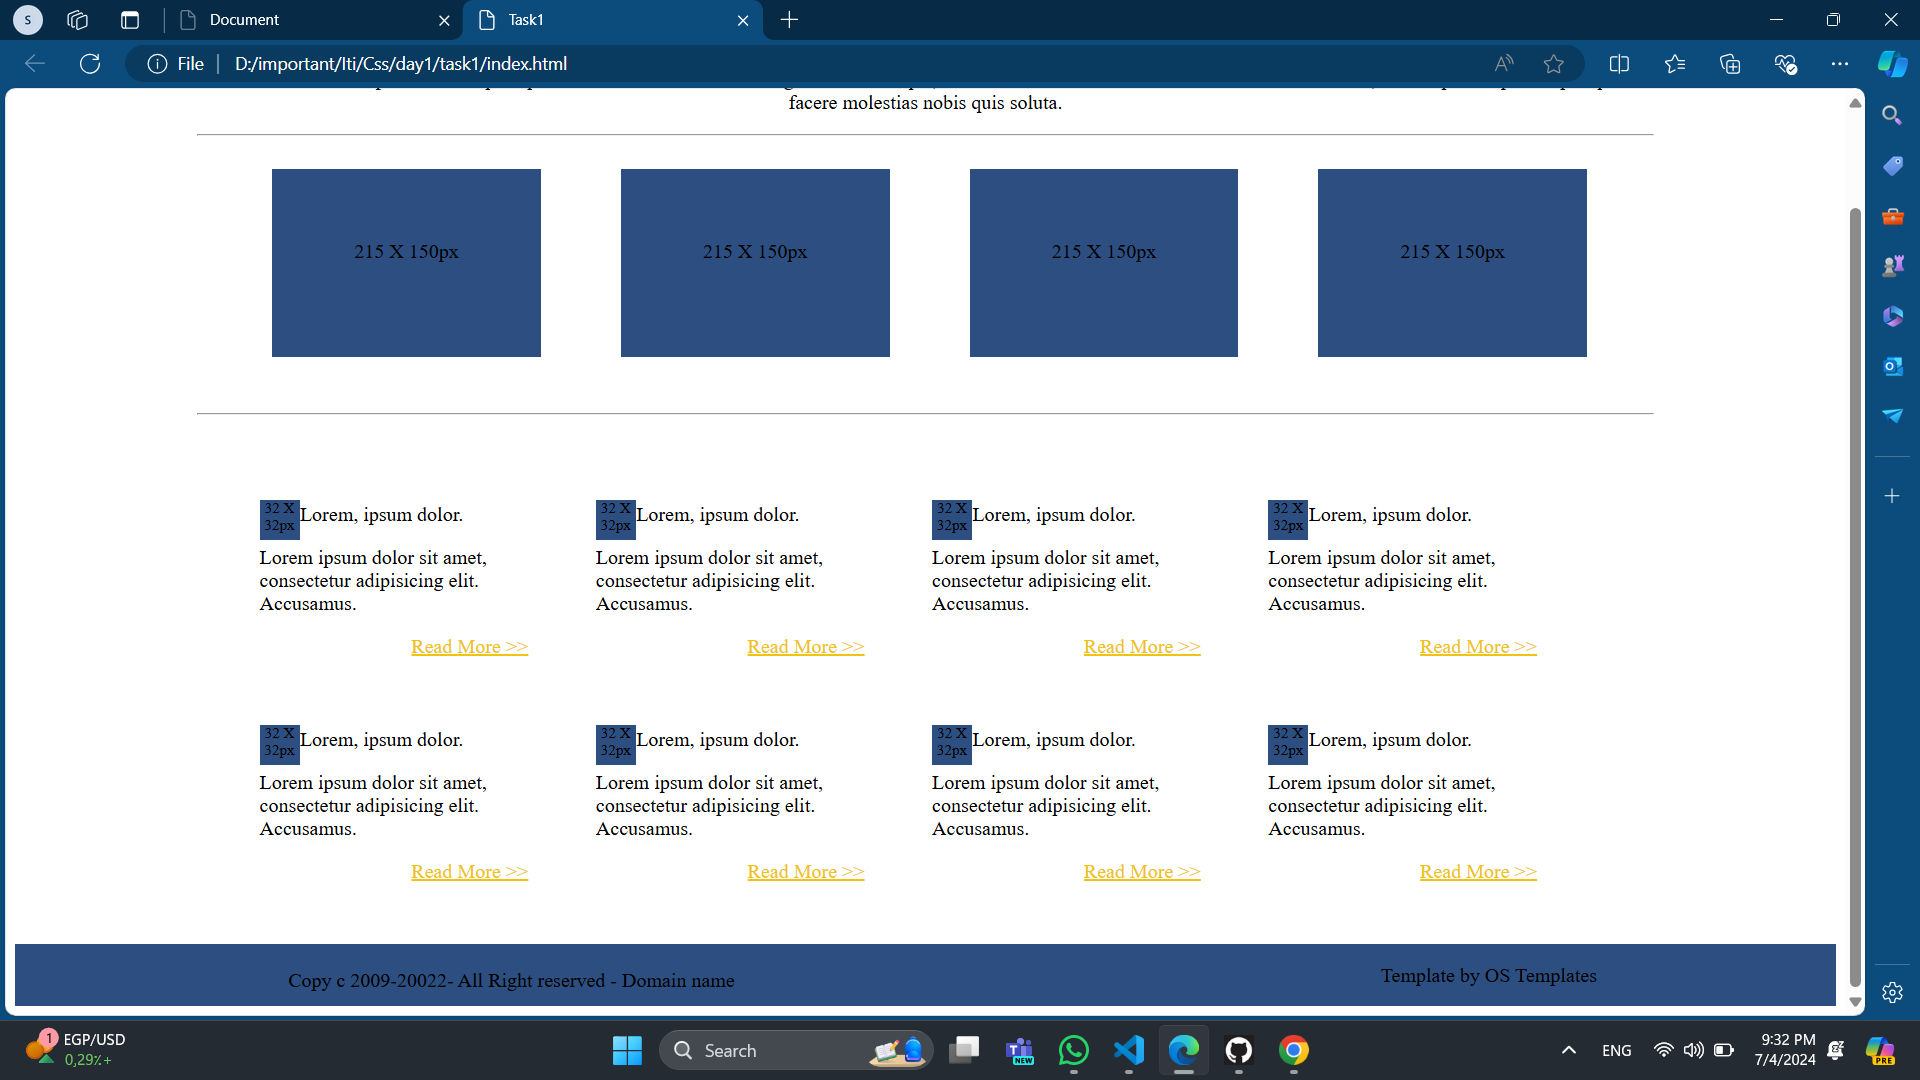 S
Document
Task1
File
D:/important/Iti/Css/day1/task1/index.html
facere molestias nobis quis soluta.
215 X 150px 215 X 150px 215 X 150px 215 X 150px
32 X 32px Lorem, ipsum dolor. 32 X 32px Lorem, ipsum dolor. 32 X 32px Lorem, ipsum dolor. 32 X 32px Lorem, ipsum dolor.
Lorem ipsum dolor sit amet, Lorem ipsum dolor sit amet, Lorem ipsum dolor sit amet, Lorem ipsum dolor sit amet,
consectetur adipisicing elit. consectetur adipisicing elit. consectetur adipisicing elit. consectetur adipisicing elit.
Accusamus. Accusamus. Accusamus. Accusamus.
Read More >> Read More >> Read More >> Read More >>
32 X 32px Lorem, ipsum dolor. 32 X 32px Lorem, ipsum dolor. 32 X 32px Lorem, ipsum dolor. 32 X 32px Lorem, ipsum dolor.
Lorem ipsum dolor sit amet, Lorem ipsum dolor sit amet, Lorem ipsum dolor sit amet, Lorem ipsum dolor sit amet,
consectetur adipisicing elit. consectetur adipisicing elit. consectetur adipisicing elit. consectetur adipisicing elit.
Accusamus. Accusamus. Accusamus. Accusamus.
Read More >> Read More >> Read More >> Read More >>
Copy c 2009-20022- All Right reserved - Domain name
Template by OS Templates
1
EGP/USD
0,29٪+
Search
NEW
ENG
9:32 PM
7/4/2024
PRE